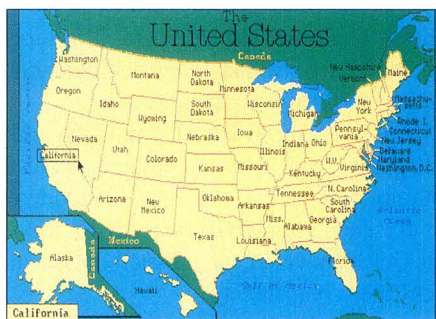 The
United States
Canada
Washington
Montana
North
Dakota
Minnesota
New Hampshire
Vermont
Maine
Oregon
Idaho
Wyoming
South
Dakota
Wisconsin
Michigan
New
York
Massachu-
setts
Rhode I.
Connecticut
New Jersey
Delaware
Maryland
Washington, D.C.
Nevada
Utah
Colorado
Nebraska
Iowa
Illinois
Indiana
Ohio
Pennsyl-
vania
W.V.
Virginia
California
Kansas
Missouri
Kentucky
N. Carolina
Tennessee
South
Carolina
Arizona
New
Mexico
Oklahoma
Arkansas
Miss.
Alabama
Georgia
Atlantic
Ocean
Texas
Louisiana
Florida
Mexico
Gulf of Mexico
Alaska
Canada
Hawaii
California